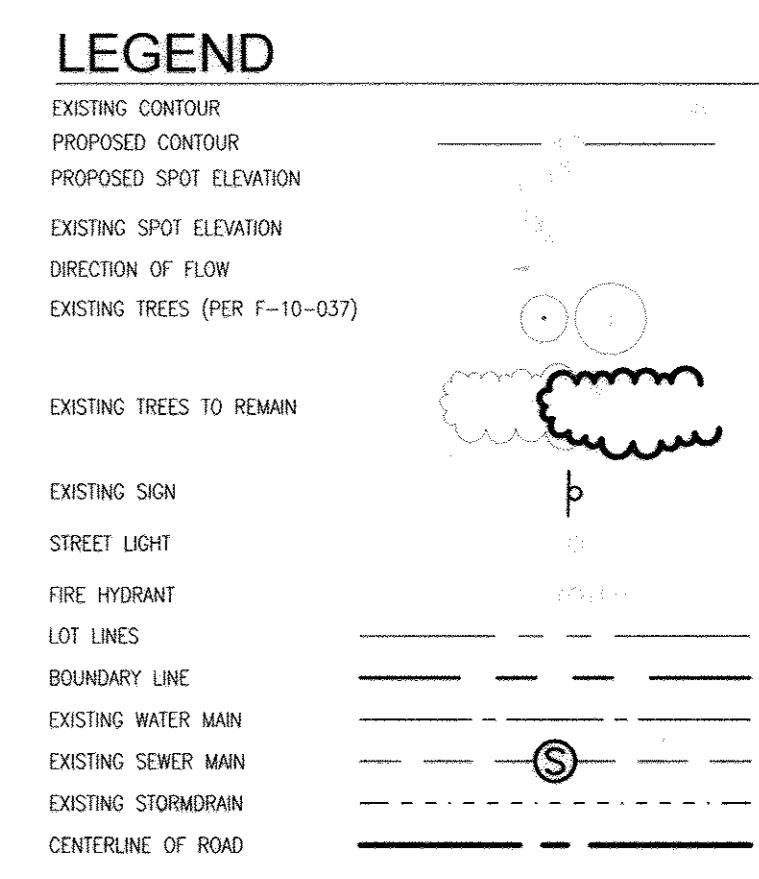 LEGEND
EXISTING CONTOUR
PROPOSED CONTOUR
PROPOSED SPOT ELEVATION
EXISTING SPOT ELEVATION
DIRECTION OF FLOW
EXISTING TREES (PER F-10-037)
EXISTING TREES TO REMAIN
EXISTING SIGN
STREET LIGHT
FIRE HYDRANT
LOT LINES
BOUNDARY LINE
EXISTING WATER MAIN
EXISTING SEWER MAIN S
EXISTING STORMDRAIN
CENTERLINE OF ROAD